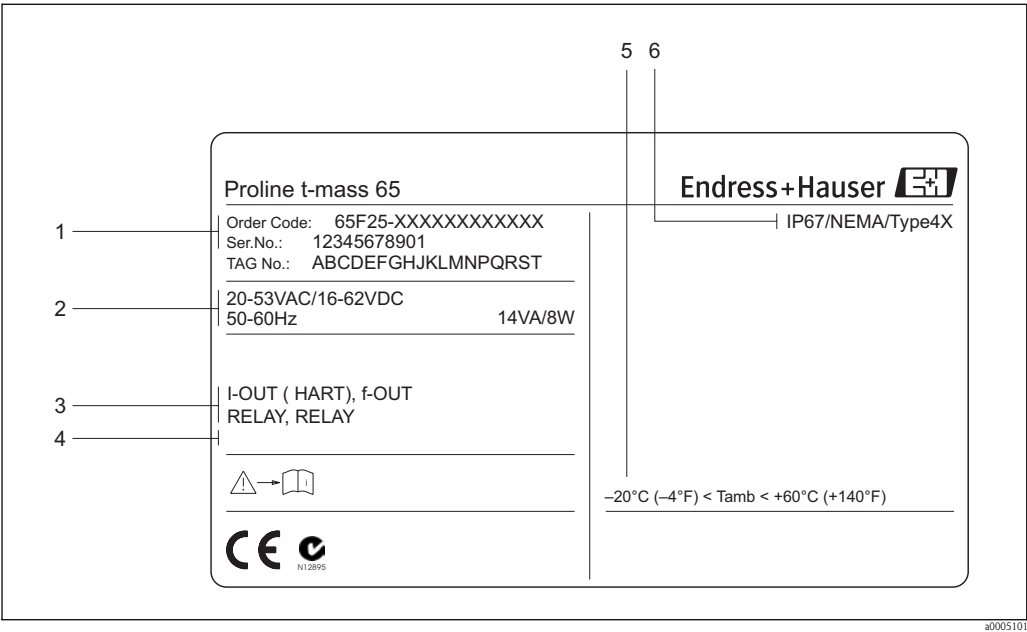 5 6
Proline t-mass 65
Endress+Hauser
1
Order Code: 65F25-XXXXXXXXXXXX
Ser.No.: 12345678901
TAG No.: ABCDEFGHJKLMNPQRST
IP67/NEMA/Type4X
2
20-53VAC/16-62VDC
50-60Hz 14VA/8W
3
I-OUT ( HART), f-OUT
RELAY, RELAY
4
i
–20°C (–4°F) < Tamb < +60°C (+140°F)
CE
N12895
a0005101